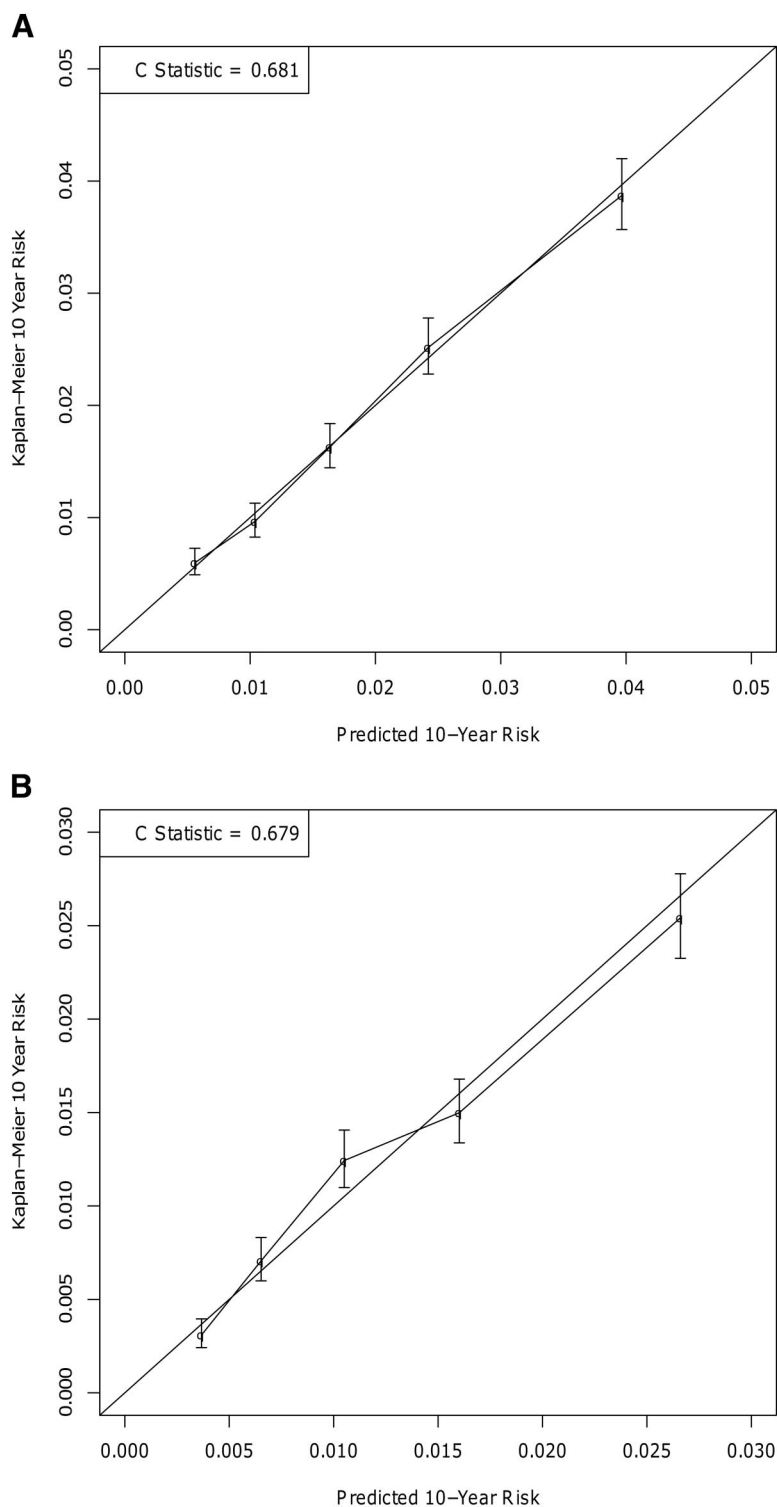 A
C Statistic = 0.681
Kaplan–Meier 10 Year Risk
0.05
0.04
0.03
0.02
0.01
0.00
0.00 0.01 0.02 0.03 0.04 0.05
Predicted 10–Year Risk
B
C Statistic = 0.679
Kaplan–Meier 10 Year Risk
0.030
0.025
0.020
0.015
0.010
0.005
0.000
0.000 0.005 0.010 0.015 0.020 0.025 0.030
Predicted 10–Year Risk